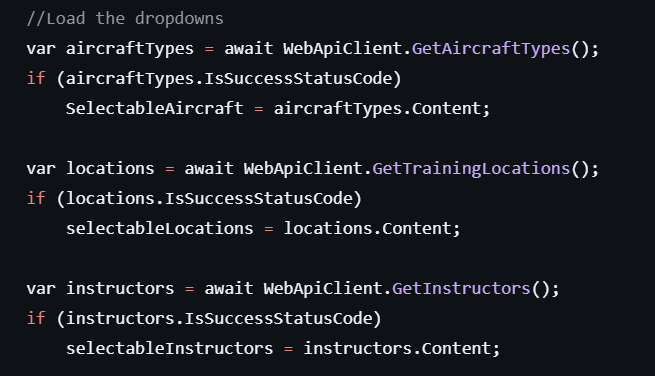 //Load the dropdowns
var aircraftTypes = await WebApiClient.GetAircraftTypes();
if (aircraftTypes.IsSuccessStatusCode)
    SelectableAircraft = aircraftTypes.Content;

var locations = await WebApiClient.GetTrainingLocations();
if (locations.IsSuccessStatusCode)
    selectableLocations = locations.Content;

var instructors = await WebApiClient.GetInstructors();
if (instructors.IsSuccessStatusCode)
    selectableInstructors = instructors.Content;